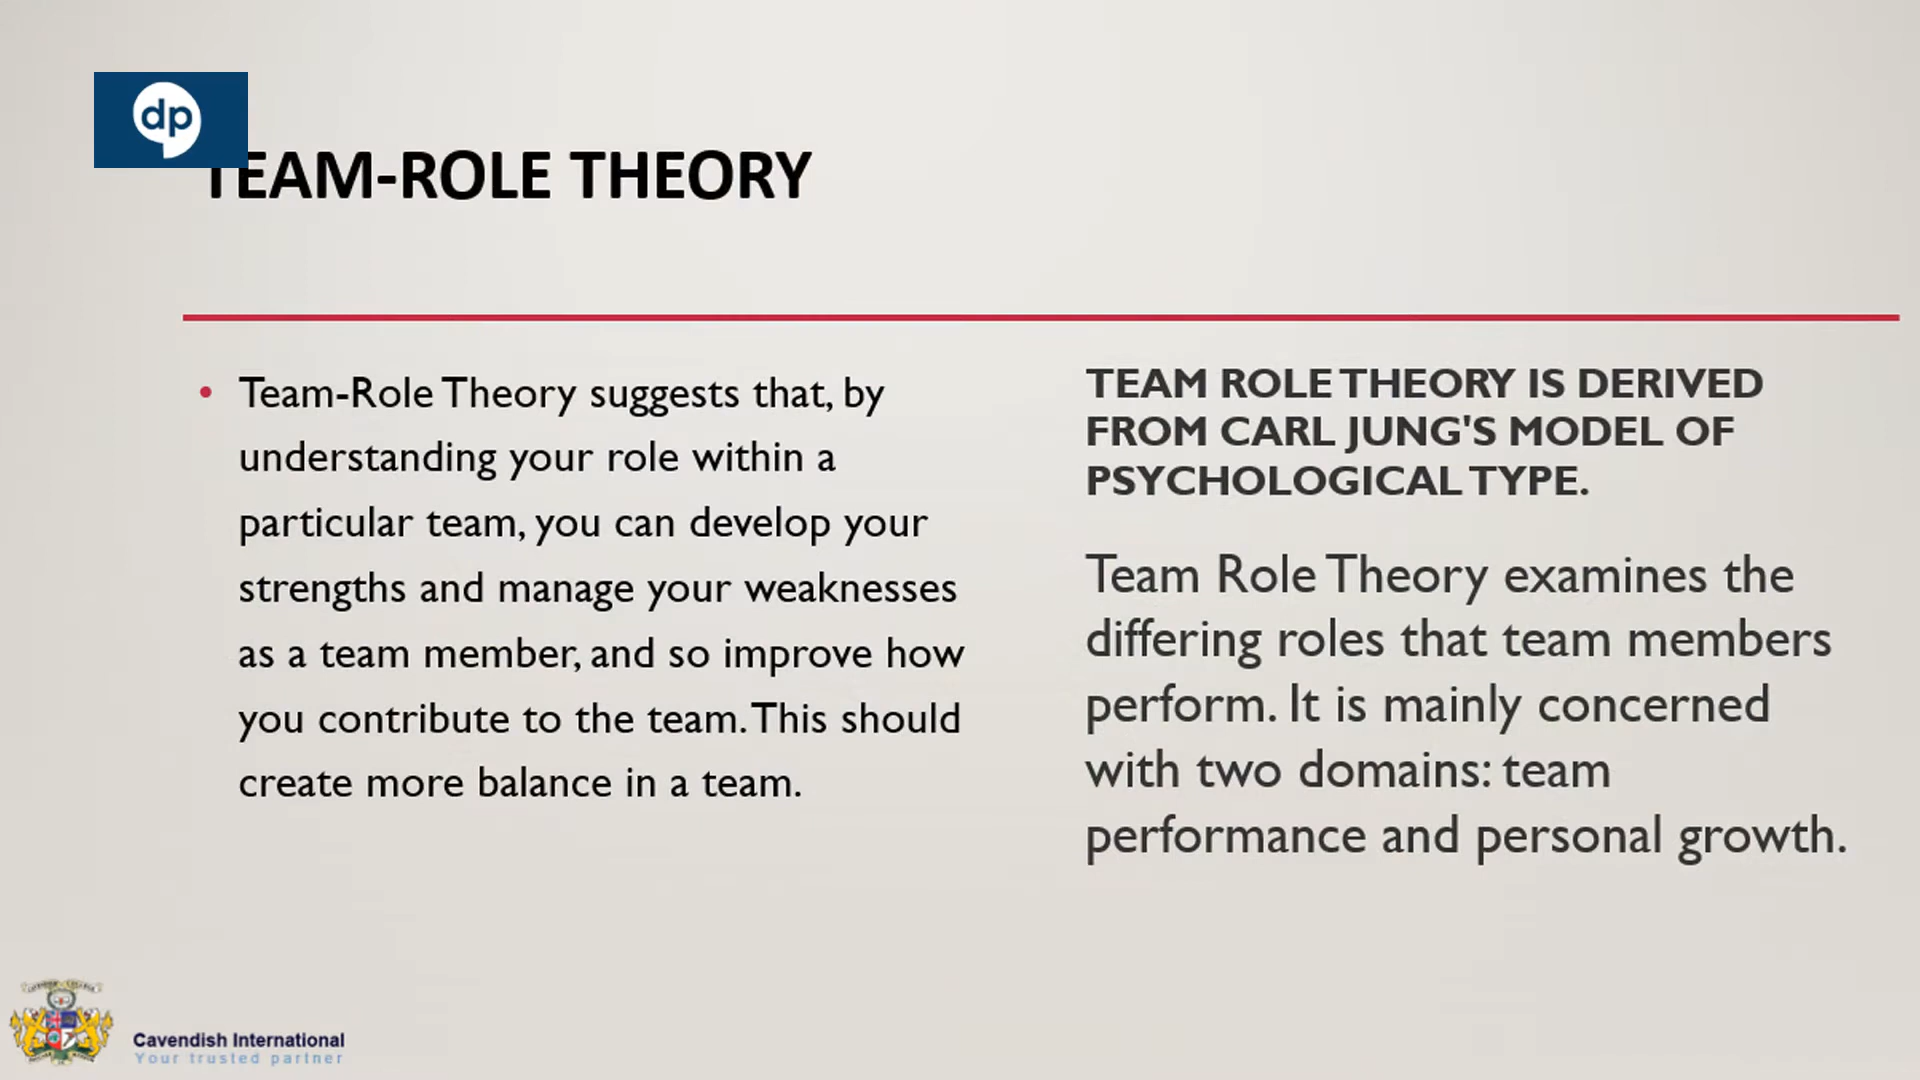 dp
TEAM-ROLE THEORY
• Team-Role Theory suggests that, by
understanding your role within a
particular team, you can develop your
strengths and manage your weaknesses
as a team member, and so improve how
you contribute to the team. This should
create more balance in a team.
TEAM ROLE THEORY IS DERIVED
FROM CARL JUNG'S MODEL OF
PSYCHOLOGICAL TYPE.
Team Role Theory examines the
differing roles that team members
perform. It is mainly concerned
with two domains: team
performance and personal growth.
Cavendish International
Your trusted partner